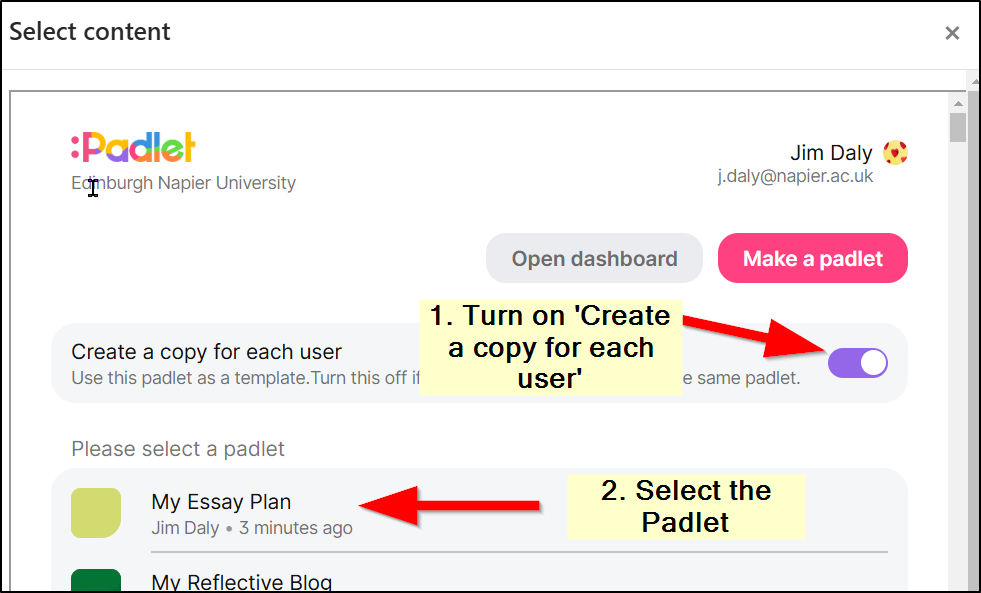 Select content
×
:Padlet
Edinburgh Napier University
Jim Daly
j.daly@napier.ac.uk
Open dashboard
Make a padlet
1. Turn on 'Create
a copy for each
user'
Create a copy for each user
Use this padlet as a template.Turn this off if
e same padlet.
Please select a padlet
My Essay Plan
Jim Daly • 3 minutes ago
2. Select the
Padlet
My Reflective Blog